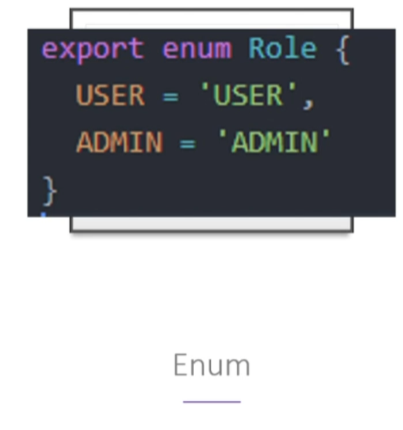 export enum Role {
USER = 'USER',
ADMIN = 'ADMIN'
}
Enum